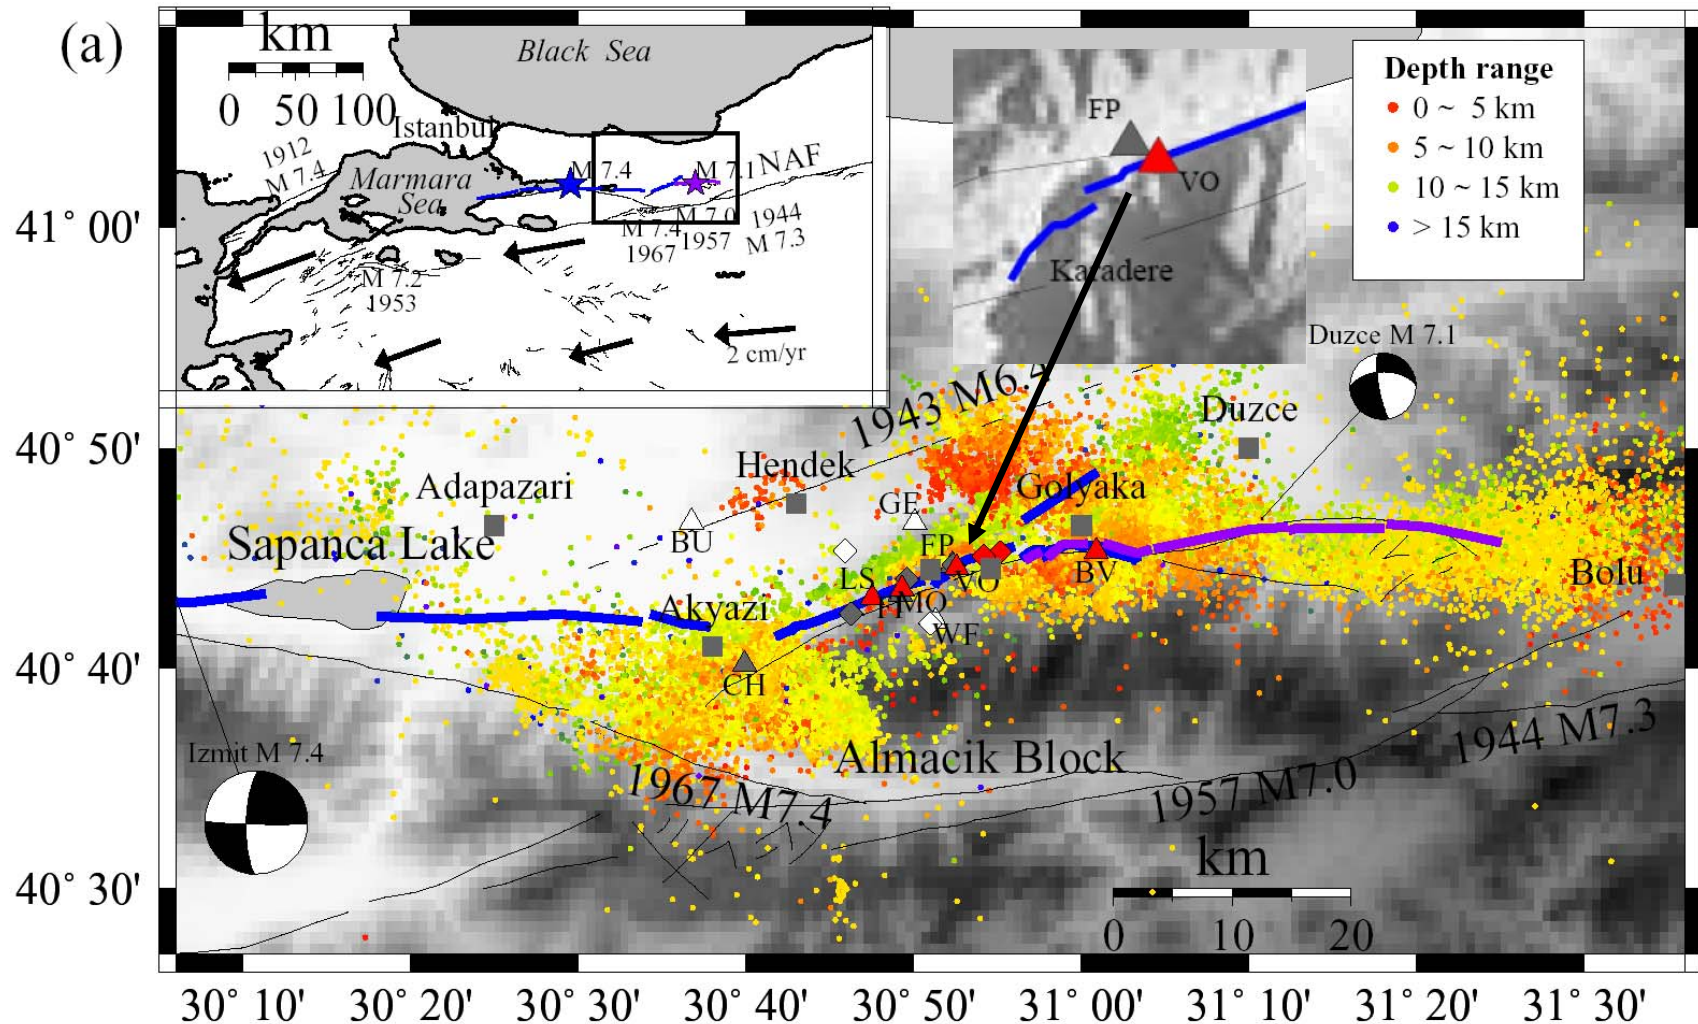 (a)
km
0 50 100
Black Sea
Istanbul
1912
M 7.4
Marmara
Sea
M 7.4
M 7.1
NAF
M 7.4
1967
M 7.0
1957
1944
M 7.3
M 7.2
1953
2 cm/yr
FP
VO
Karadere
Depth range
0 ~ 5 km
5 ~ 10 km
10 ~ 15 km
> 15 km
Duzce M 7.1
1943 M6.4
Duzce
Hendek
Adapazari
Golyaka
GE
BU
Sapanca Lake
FP
LS
VO
BV
Bolu
Akyazi
FI
MO
WF
CH
Izmit M 7.4
Almacik Block
1967 M7.4
1957 M7.0
1944 M7.3
km
0 10 20
41° 00'
40° 50'
40° 40'
40° 30'
30° 10' 30° 20' 30° 30' 30° 40' 30° 50' 31° 00' 31° 10' 31° 20' 31° 30'